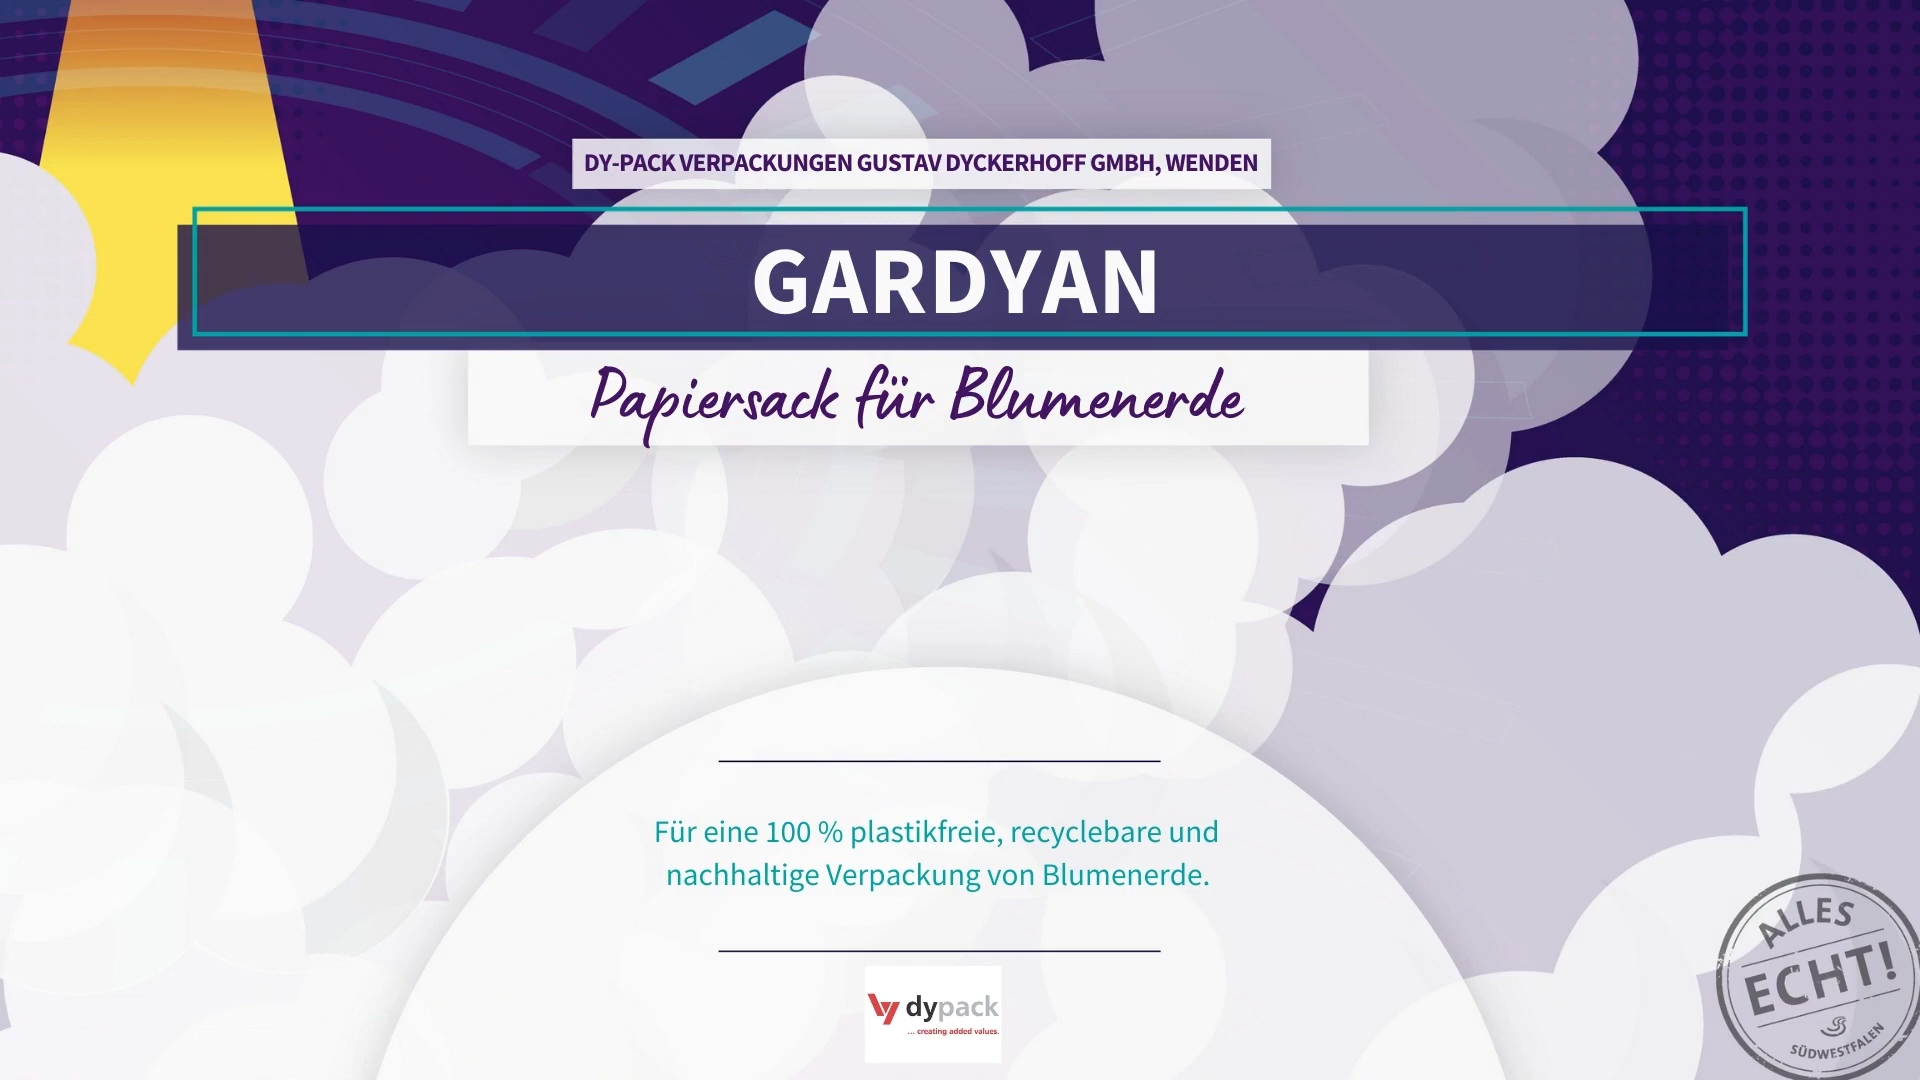 DY-PACK VERPACKUNGEN GUSTAV DYCKERHOFF GMBH, WENDEN
GARDYAN
Papiersack für Blumenerde
Für eine 100 % plastikfreie, recyclebare und
nachhaltige Verpackung von Blumenerde.
dypack
... creating added values.
ALLES
ECHT!
SÜDWESTFALEN